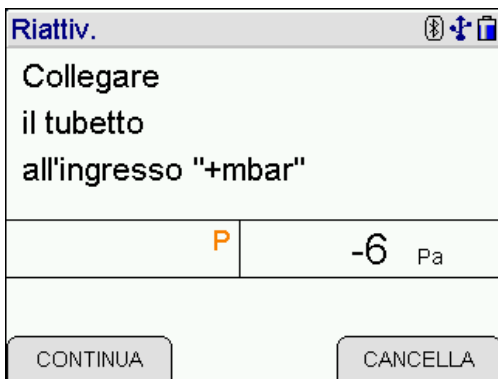 Riattiv.
Collegare
il tubetto
all'ingresso "+mbar"
P -6 Pa
CONTINUA CANCELLA